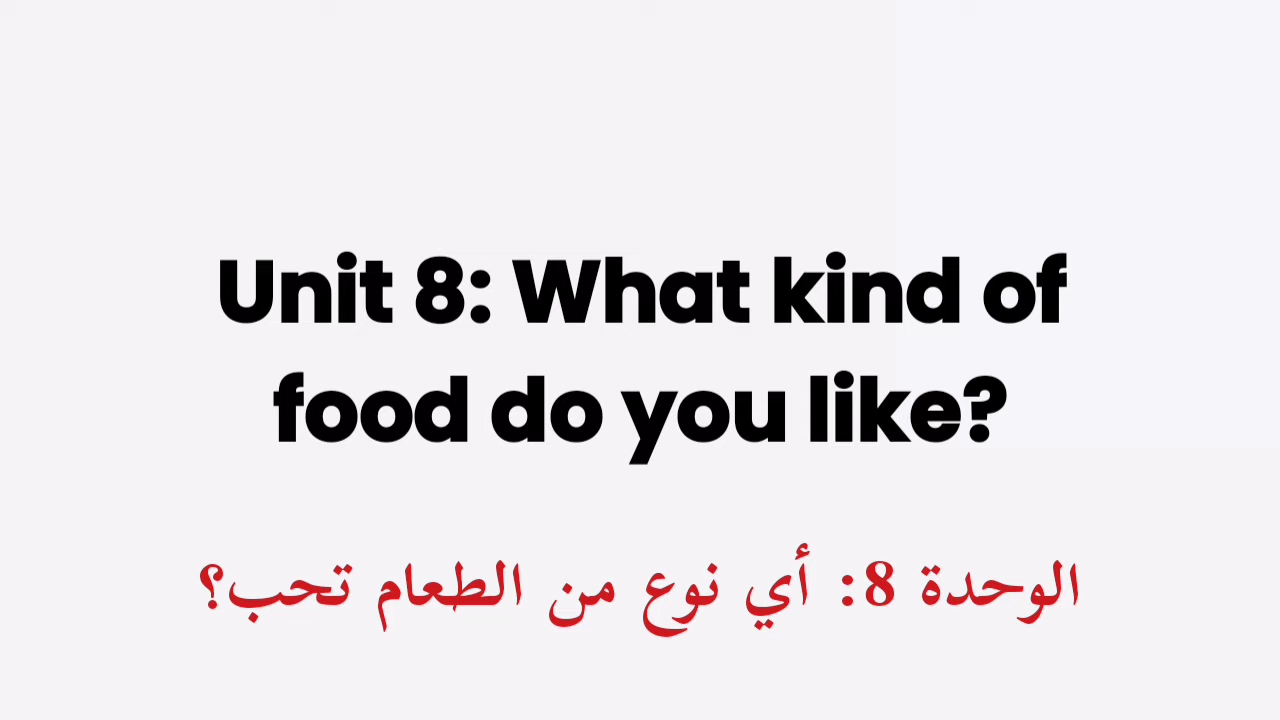 Unit 8: What kind of
food do you like?
الوحدة 8: أي نوع من الطعام تحب؟